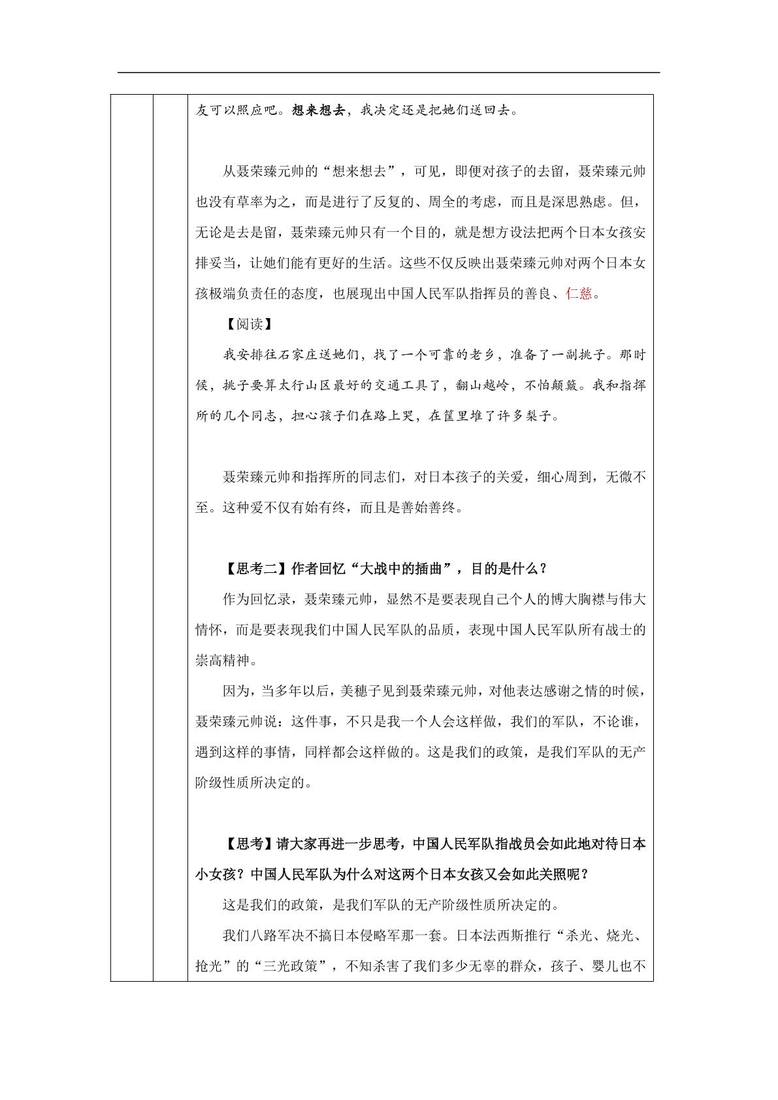 友可以照应吧。想来想去，我决定还是把她们送回去。
从聂荣臻元帅的“想来想去”，可见，即便对孩子的去留，聂荣臻元帅
也没有草率为之，而是进行了反复的、周全的考虑，而且是深思熟虑。但，
无论是去是留，聂荣臻元帅只有一个目的，就是想方设法把两个日本女孩安
排妥当，让她们能有更好的生活。这些不仅反映出聂荣臻元帅对两个日本女
孩极端负责任的态度，也展现出中国人民军队指挥员的善良、仁慈。
【阅读】
我安排往石家庄送她们，找了一个可靠的老乡，准备了一副挑子。那时
候，挑子要算太行山区最好的交通工具了，翻山越岭，不怕颠簸。我和指挥
所的几个同志，担心孩子们在路上哭，在筐里堆了许多梨子。
聂荣臻元帅和指挥所的同志们，对日本孩子的关爱，细心周到，无微不
至。这种爱不仅有始有终，而且是善始善终。
【思考二】作者回忆“大战中的插曲”，目的是什么？
作为回忆录，聂荣臻元帅，显然不是要表现自己个人的博大胸襟与伟大
情怀，而是要表现我们中国人民军队的品质，表现中国人民军队所有战士的
崇高精神。
因为，当多年以后，美穗子见到聂荣臻元帅，对他表达感谢之情的时候，
聂荣臻元帅说：这件事，不只是我一个人会这样做，我们的军队，不论谁，
遇到这样的事情，同样都会这样做的。这是我们的政策，是我们军队的无产
阶级性质所决定的。
【思考】请大家再进一步思考，中国人民军队指战员会如此地对待日本
小女孩？中国人民军队为什么对这两个日本女孩又会如此关照呢？
这是我们的政策，是我们军队的无产阶级性质所决定的。
我们八路军决不搞日本侵略军那一套。日本法西斯推行“杀光、烧光、
抢光”的“三光政策”，不知杀害了我们多少无辜的群众，孩子、婴儿也不